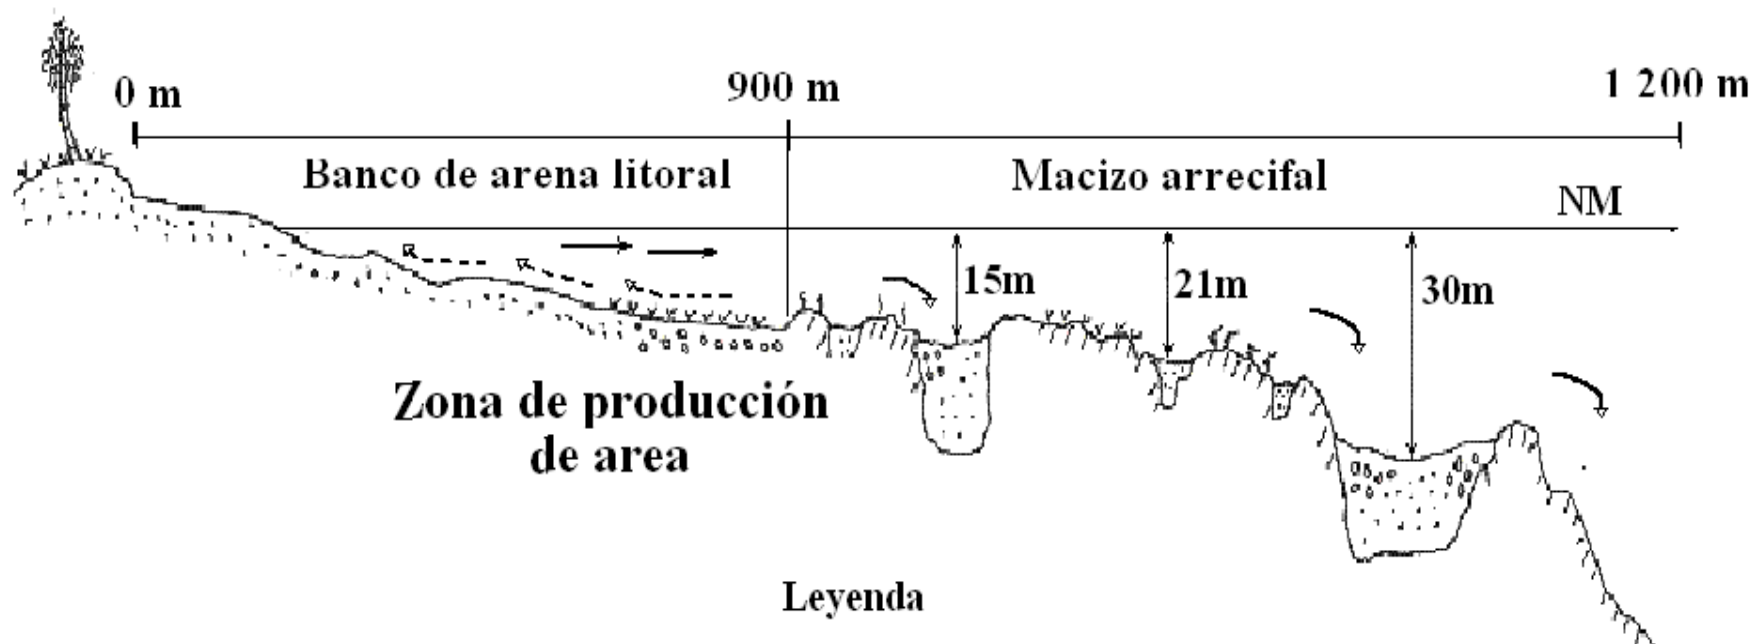 0 m
900 m
1 200 m
Banco de arena litoral
Macizo arrecifal
NM
15m
21m
30m
Zona de producción
de area
Leyenda